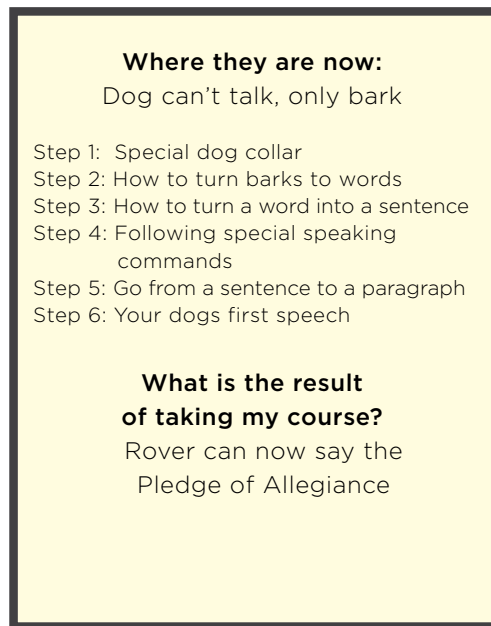 Where they are now:
Dog can't talk, only bark
Step 1: Special dog collar
Step 2: How to turn barks to words
Step 3: How to turn a word into a sentence
Step 4: Following special speaking
commands
Step 5: Go from a sentence to a paragraph
Step 6: Your dogs first speech
What is the result
of taking my course?
Rover can now say the
Pledge of Allegiance